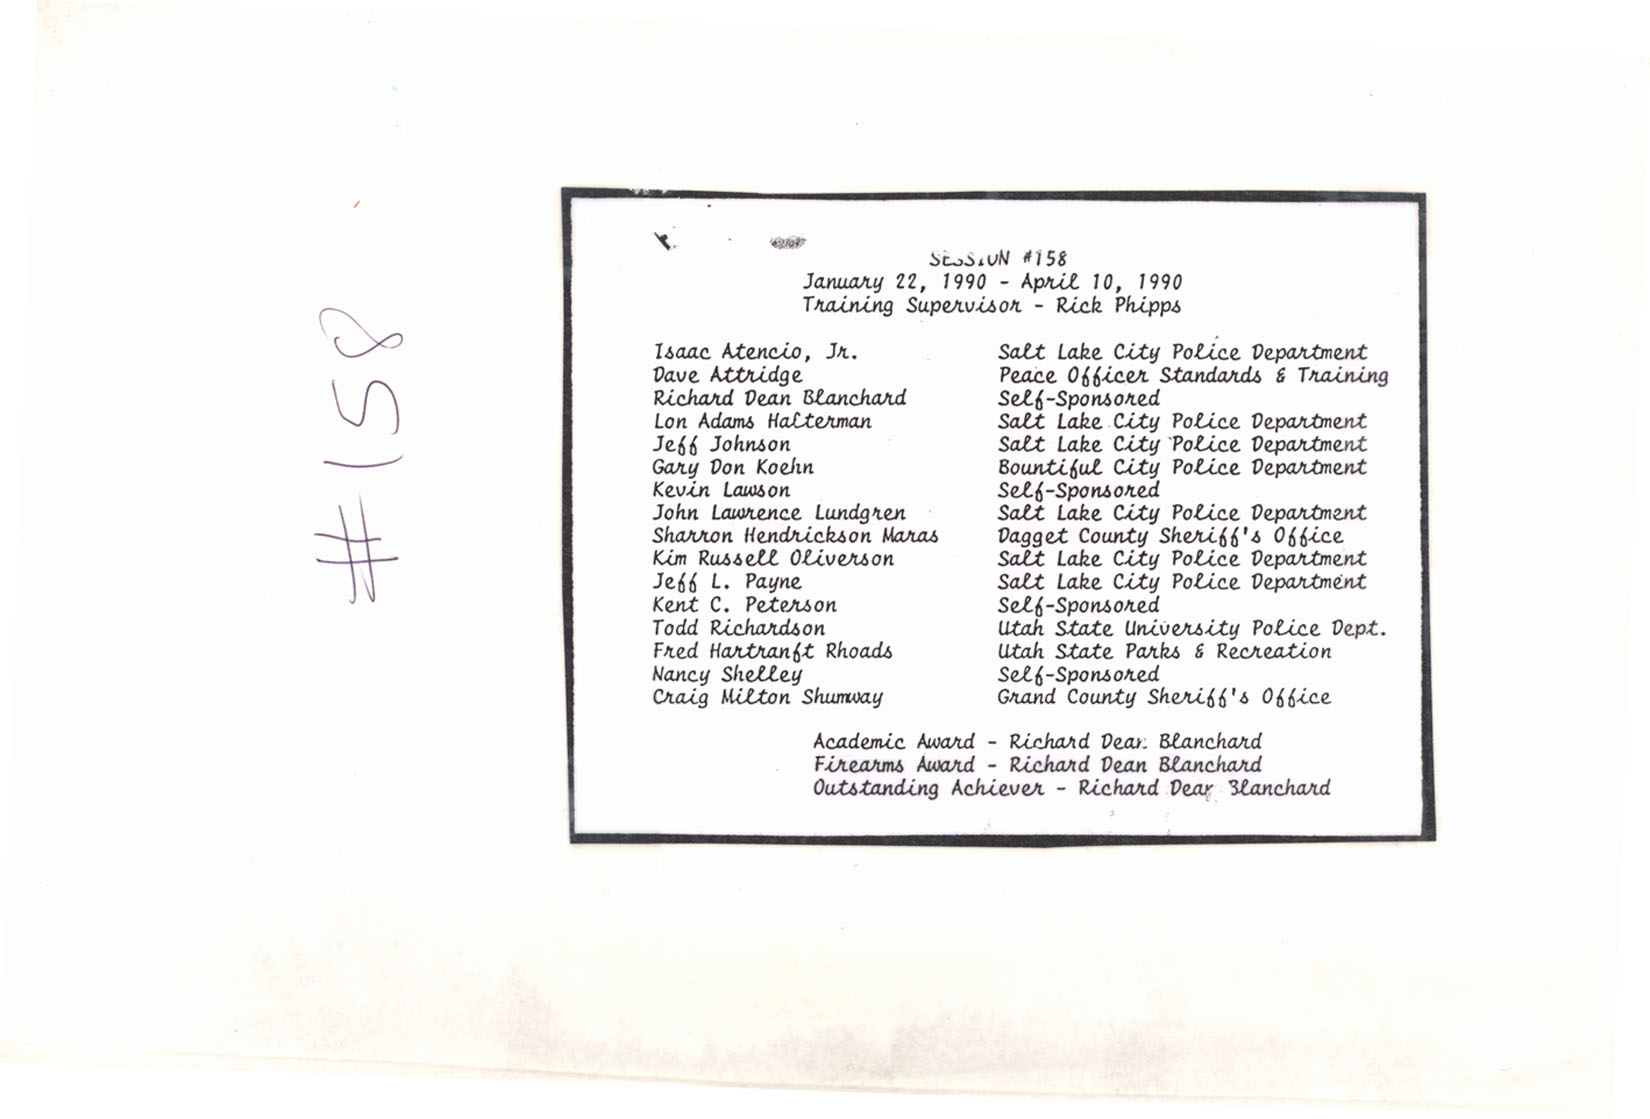 #158
SESSION #158
January 22, 1990 - April 10, 1990
Training Supervisor - Rick Phipps
Isaac Atencio, Jr. Salt Lake City Police Department
Dave Attridge Peace Officer Standards & Training
Richard Dean Blanchard Self-Sponsored
Lon Adams Halterman Salt Lake City Police Department
Jeff Johnson Salt Lake City Police Department
Gary Don Koehn Bountiful City Police Department
Kevin Lawson Self-Sponsored
John Lawrence Lundgren Salt Lake City Police Department
Sharron Hendrickson Maras Dagget County Sheriff's Office
Kim Russell Oliverson Salt Lake City Police Department
Jeff L. Payne Salt Lake City Police Department
Kent C. Peterson Self-Sponsored
Todd Richardson Utah State University Police Dept.
Fred Hartranft Rhoads Utah State Parks & Recreation
Nancy Shelley Self-Sponsored
Craig Milton Shumway Grand County Sheriff's Office
Academic Award - Richard Dean Blanchard
Firearms Award - Richard Dean Blanchard
Outstanding Achiever - Richard Dean Blanchard